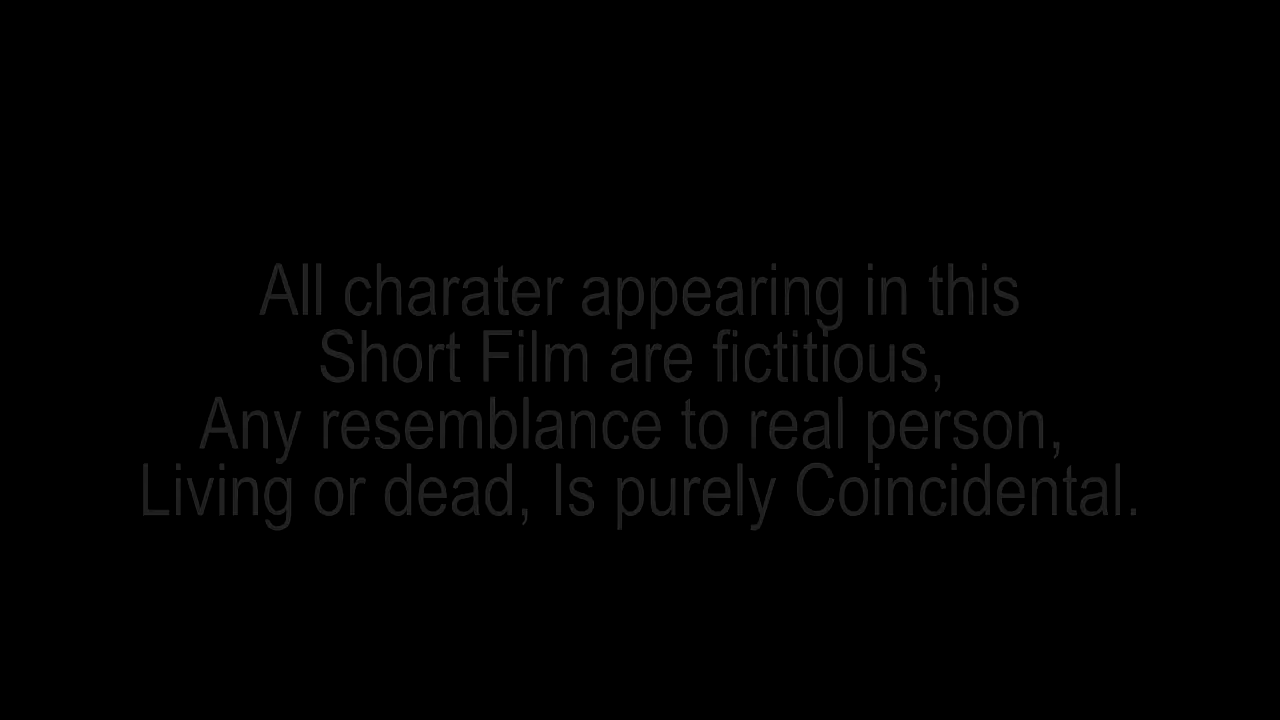 All charater appearing in this
Short Film are fictitious,
Any resemblance to real person,
Living or dead, Is purely Coincidental.